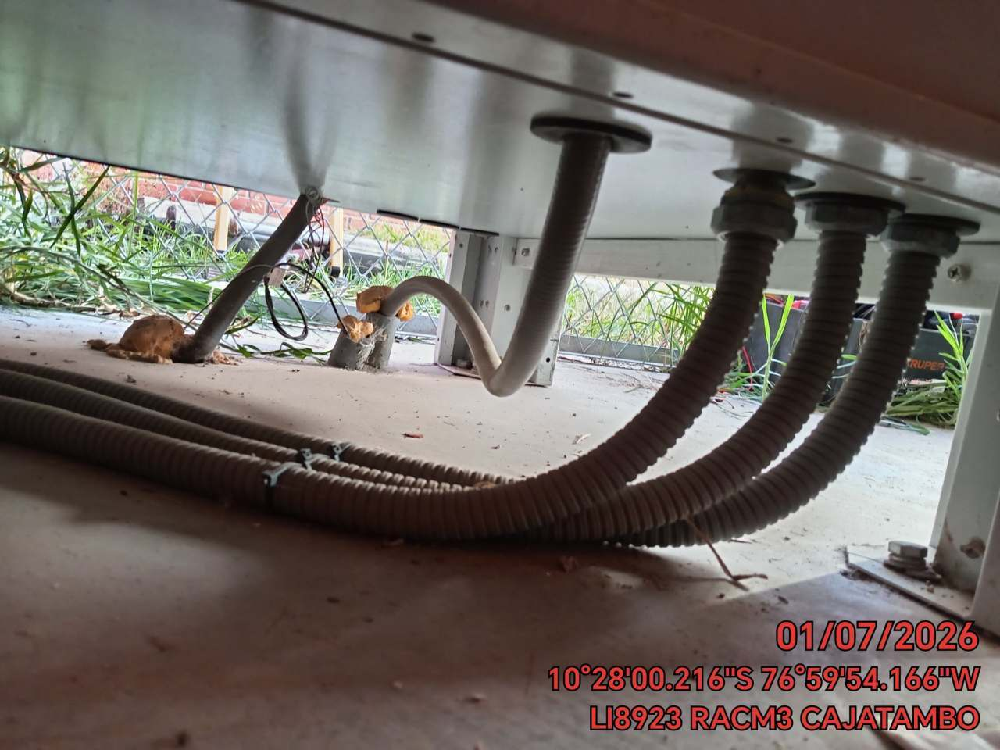 TRUPER
01/07/2026
10°28'00.216"S 76°59'54.166"W
LI8923 RACM3 CAJATAMBO